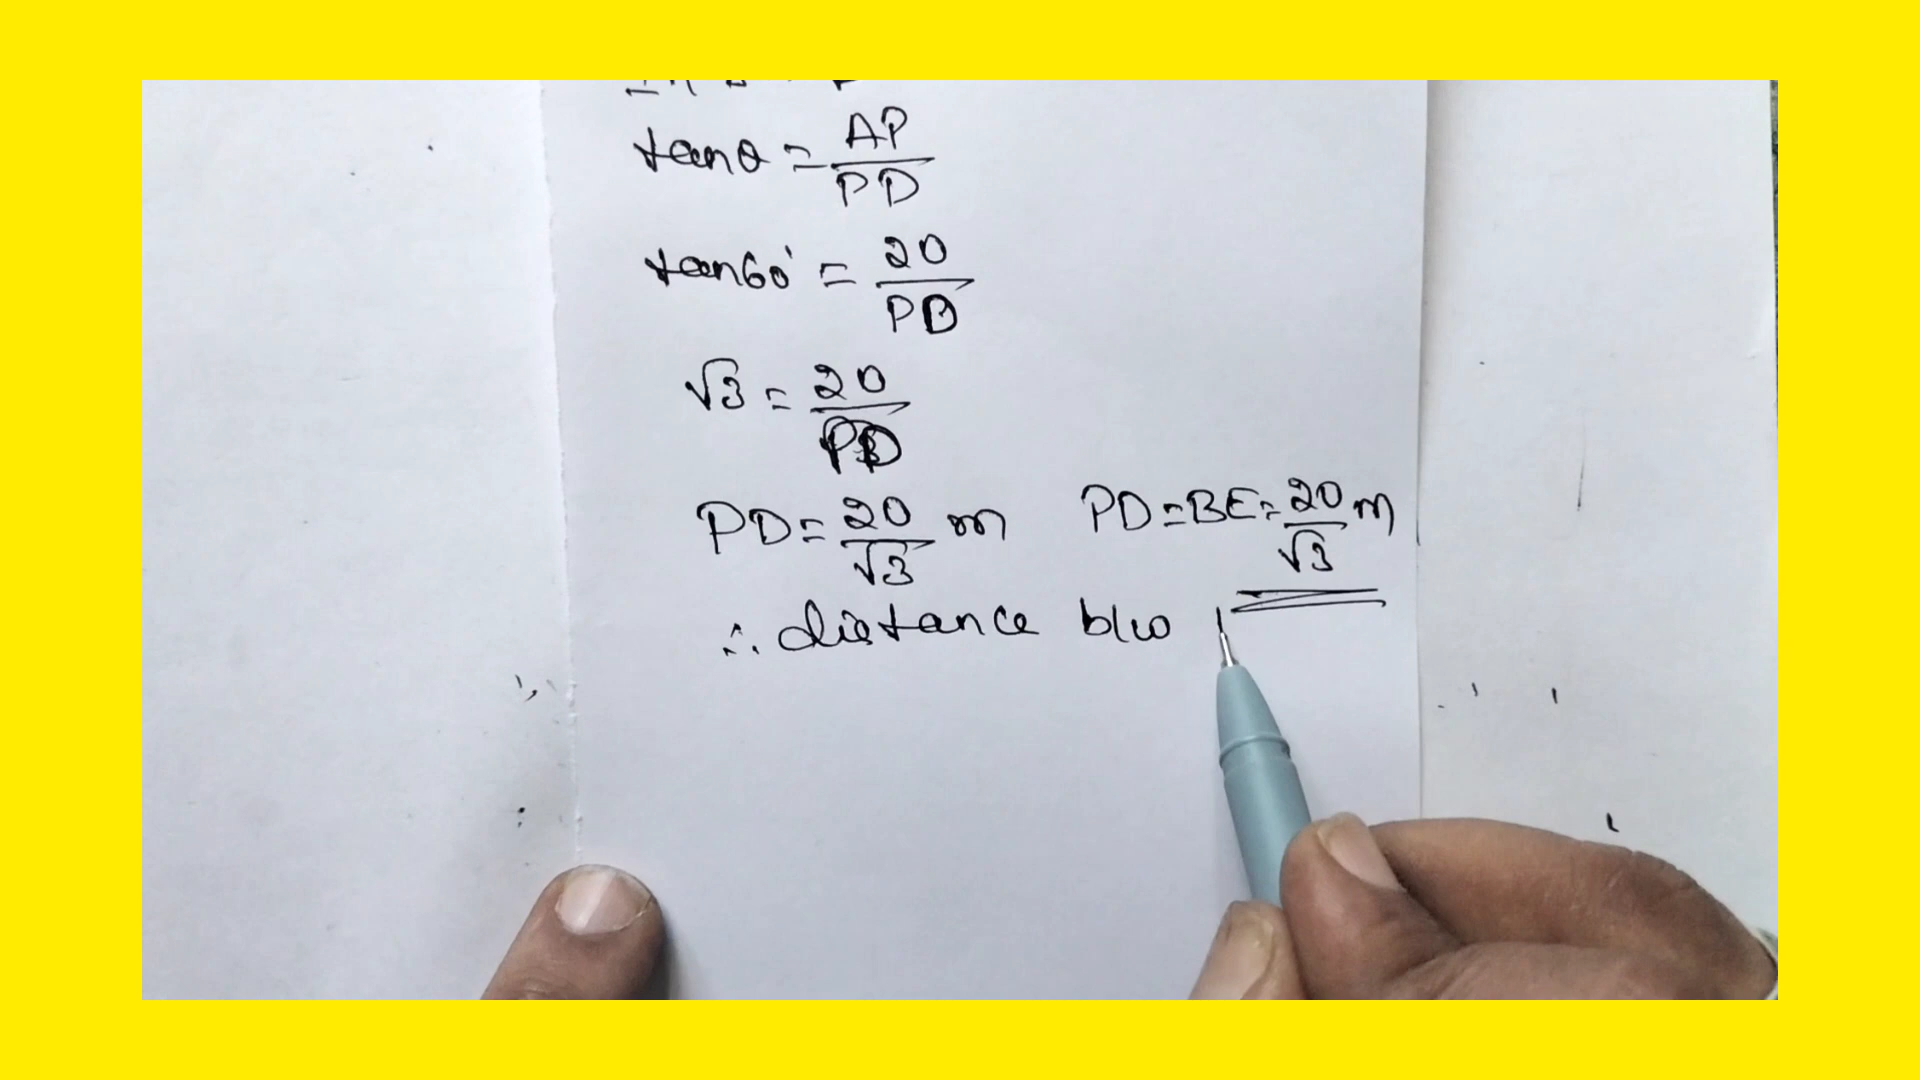 tanθ = AP/PD
tan60° = 20/PD
√3 = 20/PD
PD = 20/√3 m PD = BE = 20/√3 m
∴ distance b/w